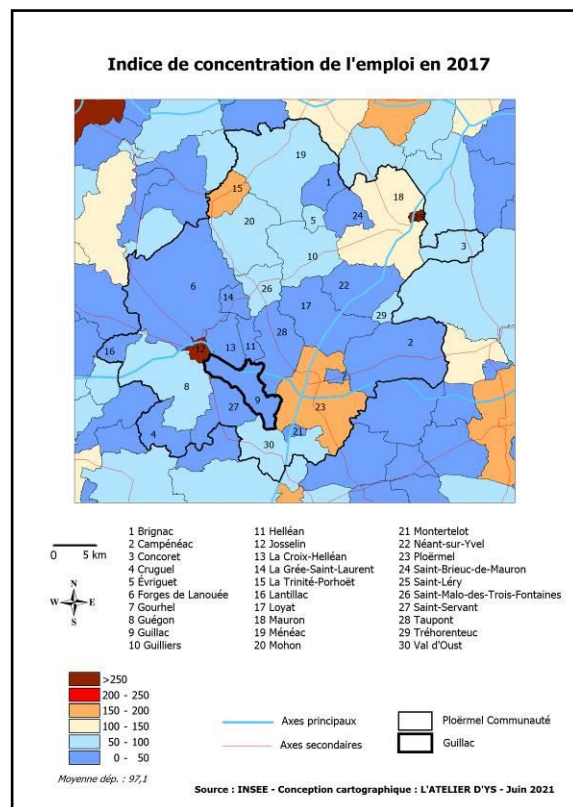 Indice de concentration de l'emploi en 2017
19
15
1
18
20
5
24
3
10
6
26
22
14
17
29
28
16
12
13
11
2
8
27
9
23
4
21
30
0 5 km
N
W E
S
1 Brignac
2 Campénéac
3 Concoret
4 Cruguel
5 Évriguet
6 Forges de Lanouée
7 Gourhel
8 Guégon
9 Guillac
10 Guilliers
11 Helléan
12 Josselin
13 La Croix-Helléan
14 La Grée-Saint-Laurent
15 La Trinité-Porhoët
16 Lantillac
17 Loyat
18 Mauron
19 Ménéac
20 Mohon
21 Montertelot
22 Néant-sur-Yvel
23 Ploërmel
24 Saint-Brieuc-de-Mauron
25 Saint-Léry
26 Saint-Malo-des-Trois-Fontaines
27 Saint-Servant
28 Taupont
29 Tréhorenteuc
30 Val d'Oust
>250
200 - 250
150 - 200
100 - 150
50 - 100
0 - 50
Moyenne dép. : 97,1
Axes principaux
Axes secondaires
Ploërmel Communauté
Guillac
Source : INSEE - Conception cartographique : L'ATELIER D'YS - Juin 2021